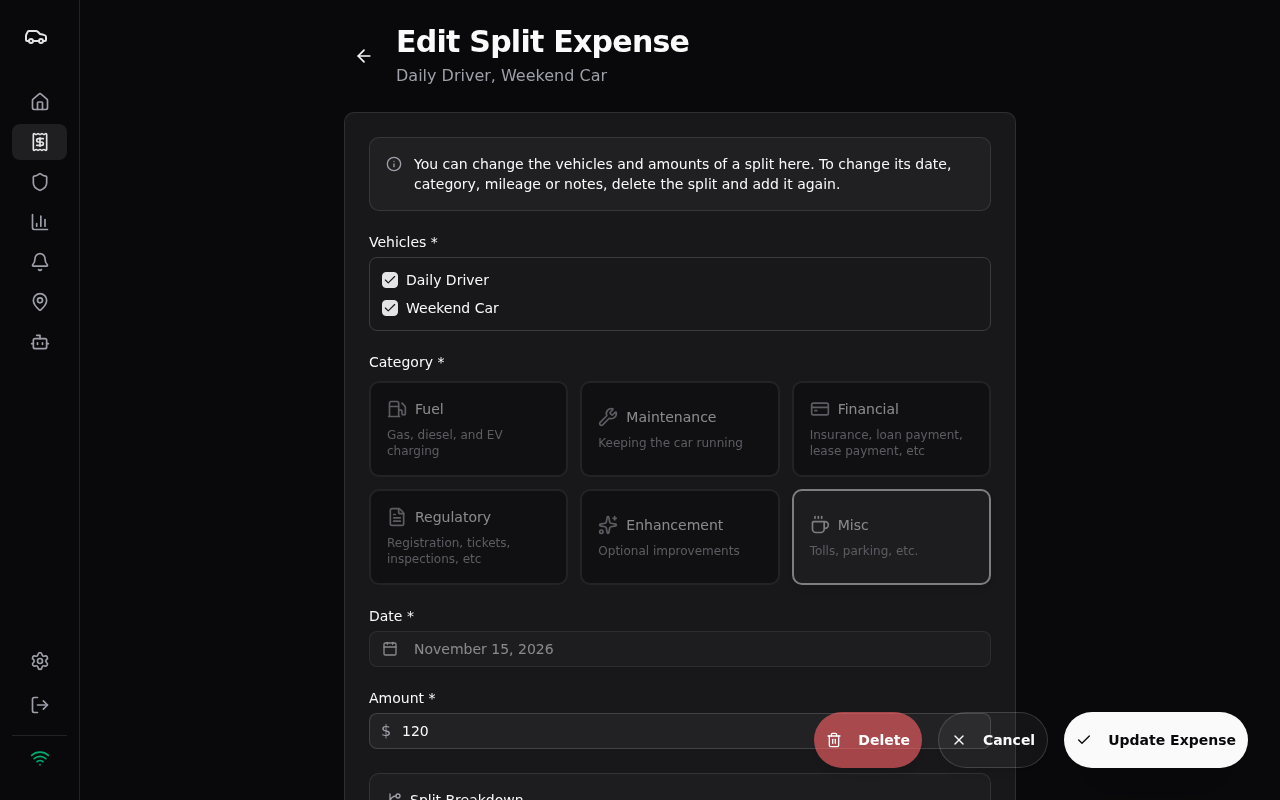 Edit Split Expense
Daily Driver, Weekend Car
You can change the vehicles and amounts of a split here. To change its date,
category, mileage or notes, delete the split and add it again.
Vehicles *
Daily Driver
Weekend Car
Category *
Fuel
Gas, diesel, and EV
charging
Maintenance
Keeping the car running
Financial
Insurance, loan payment,
lease payment, etc
Regulatory
Registration, tickets,
inspections, etc
Enhancement
Optional improvements
Misc
Tolls, parking, etc.
Date *
November 15, 2026
Amount *
$ 120
Delete
Cancel
Update Expense
Split Breakdown